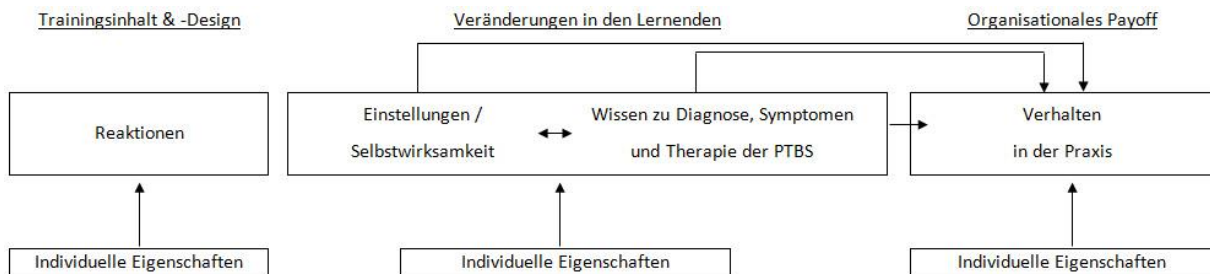 Trainingsinhalt & -Design
Veränderungen in den Lernenden
Organisationales Payoff
Reaktionen
Einstellungen /
Selbstwirksamkeit
Wissen zu Diagnose, Symptomen
und Therapie der PTBS
Verhalten
in der Praxis
Individuelle Eigenschaften
Individuelle Eigenschaften
Individuelle Eigenschaften